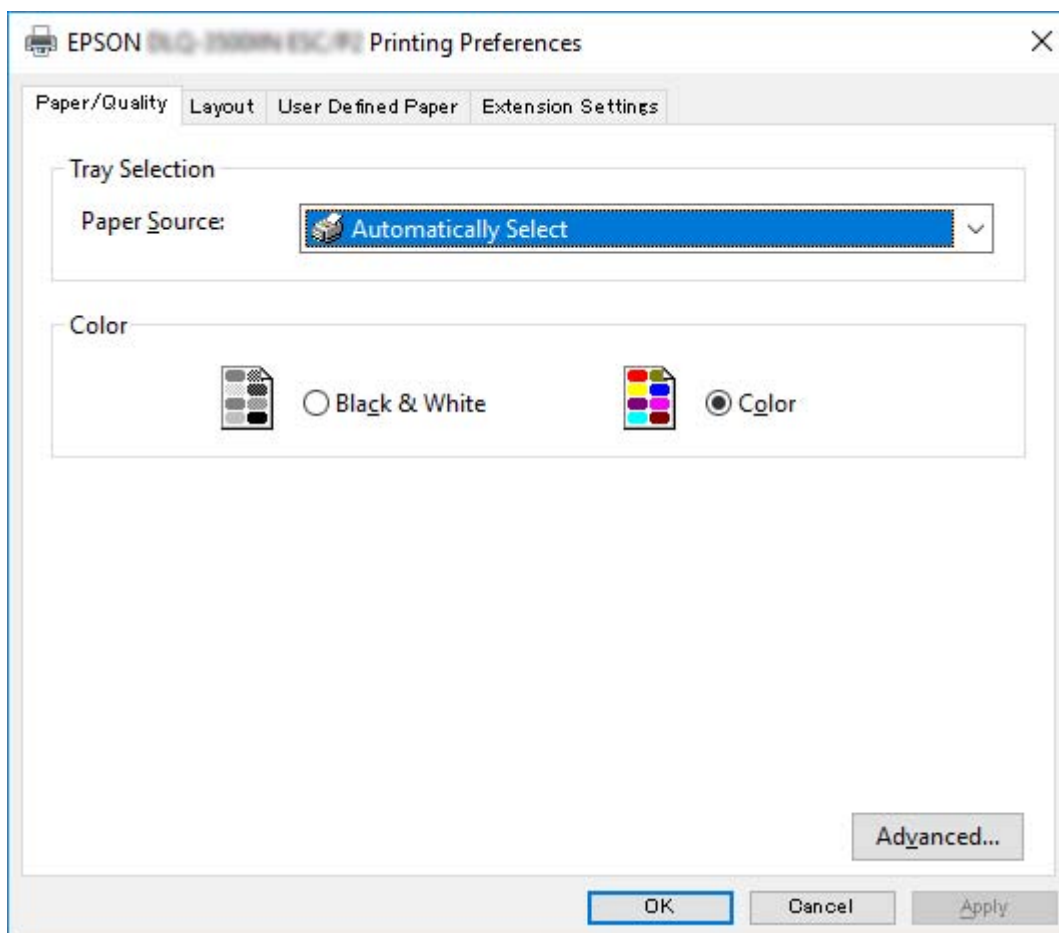 EPSON Printing Preferences
Paper/Quality Layout User Defined Paper Extension Settings
Tray Selection
Paper Source: Automatically Select
Color
Black & White Color
Advanced...
OK Cancel Apply